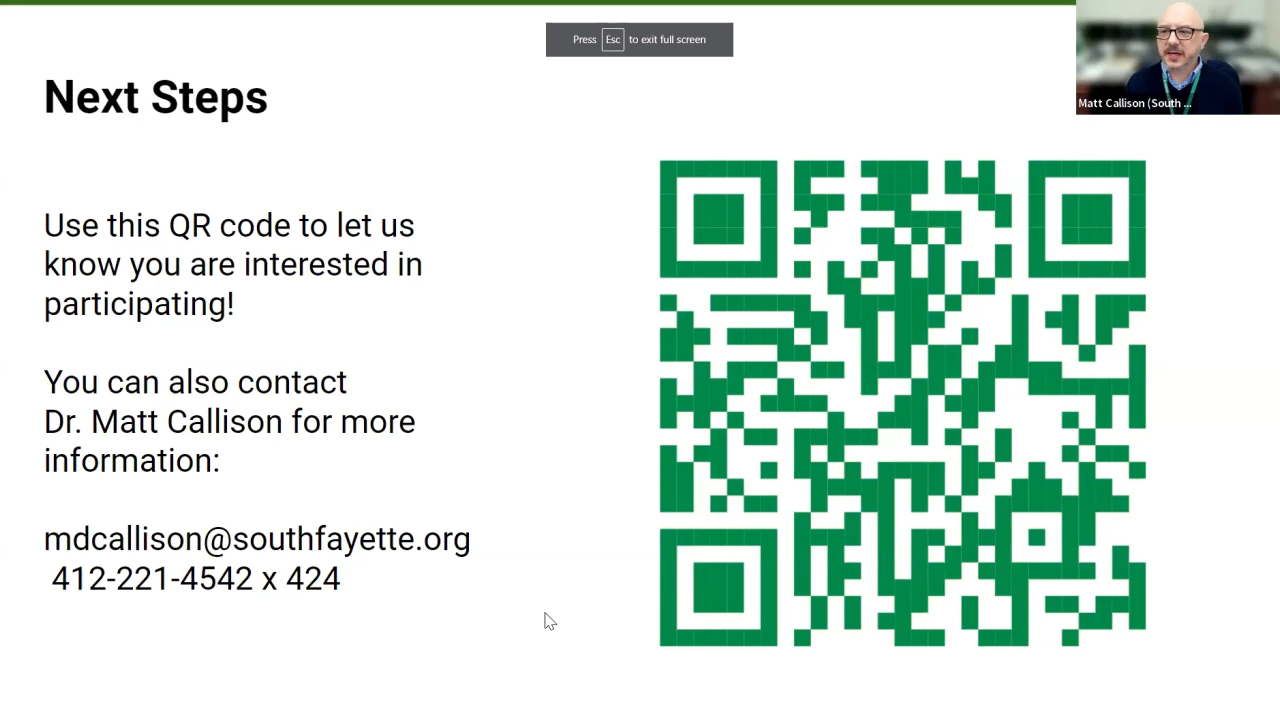 Press Esc to exit full screen
Matt Callison (South ...
Next Steps
Use this QR code to let us
know you are interested in
participating!
You can also contact
Dr. Matt Callison for more
information:
mdcallison@southfayette.org
412-221-4542 x 424